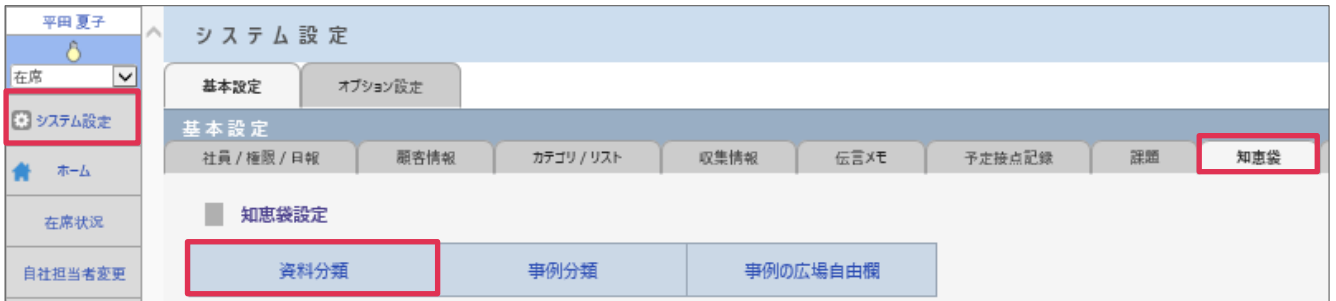 平田 夏子
在席
システム設定
ホーム
在席状況
自社担当者変更
システム設定
基本設定
オプション設定
基本設定
社員 / 権限 / 日報
顧客情報
カテゴリ / リスト
収集情報
伝言メモ
予定接点記録
課題
知恵袋
知恵袋設定
資料分類
事例分類
事例の広場自由欄